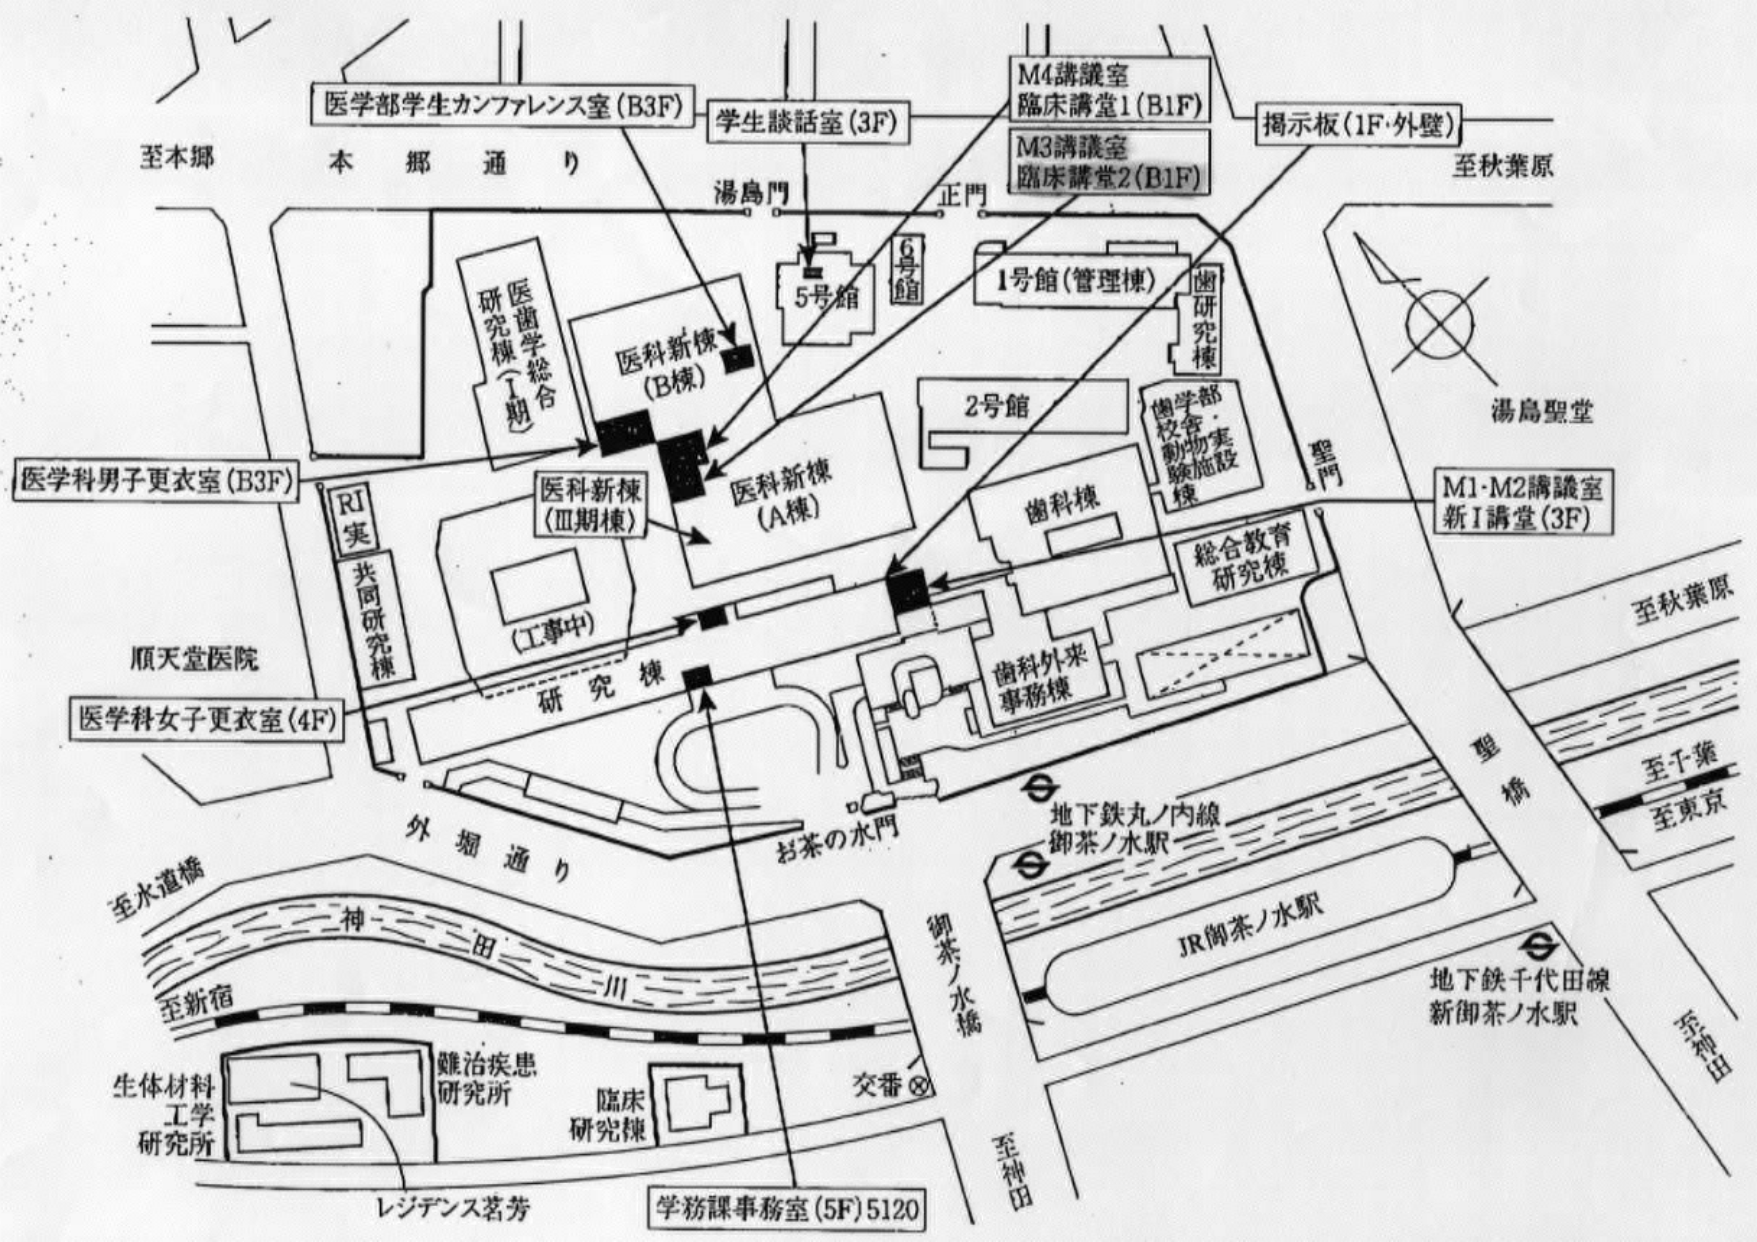 医学部学生カンファレンス室(B3F)
学生談話室(3F)
M4講議室
臨床講堂1(B1F)
M3講議室
臨床講堂2(B1F)
掲示板(1F·外壁)
至本郷
本郷通り
至秋葉原
湯島門
正門
医歯学総合
研究棟(I期)
医科新棟
(B棟)
5号館
6号館
1号館(管理棟)
歯研究棟
2号館
歯学部
校舎·
動物実
験施設
棟
湯島聖堂
聖門
医学科男子更衣室(B3F)
RI実
医科新棟
(Ⅲ期棟)
医科新棟
(A棟)
歯科棟
M1·M2講議室
新I講堂(3F)
総合教育
研究棟
共同研究棟
(工事中)
至秋葉原
順天堂医院
研究棟
歯科外来
事務棟
医学科女子更衣室(4F)
聖橋
至千葉
至東京
外堀通り
お茶の水門
地下鉄丸ノ内線
御茶ノ水駅
至水道橋
神田川
御茶ノ水橋
JR御茶ノ水駅
至新宿
地下鉄千代田線
新御茶ノ水駅
至神田
生体材料
工学
研究所
難治疾患
研究所
臨床
研究棟
交番
至神田
レジデンス茗芳
学務課事務室(5F)5120